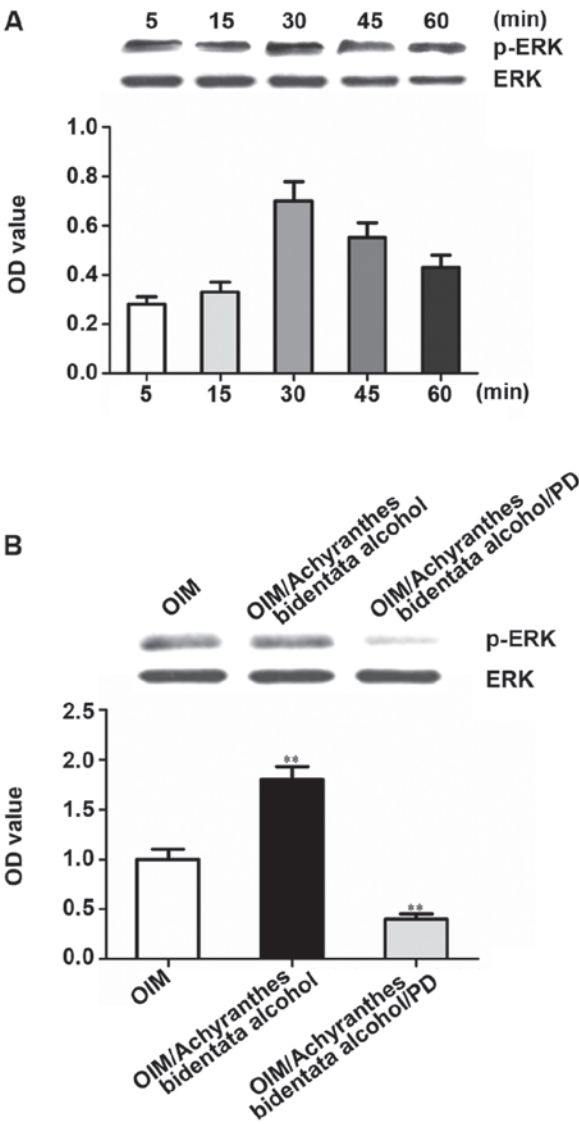 A
5 15 30 45 60 (min)
p-ERK
ERK
1.0
0.8
0.6
0.4
0.2
0.0
OD value
5 15 30 45 60 (min)
B
OIM
OIM/Achyranthes
bidentata alcohol
OIM/Achyranthes
bidentata alcohol/PD
p-ERK
ERK
2.5
2.0
1.5
1.0
0.5
0.0
OD value
**
**
OIM
OIM/Achyranthes
bidentata alcohol
OIM/Achyranthes
bidentata alcohol/PD